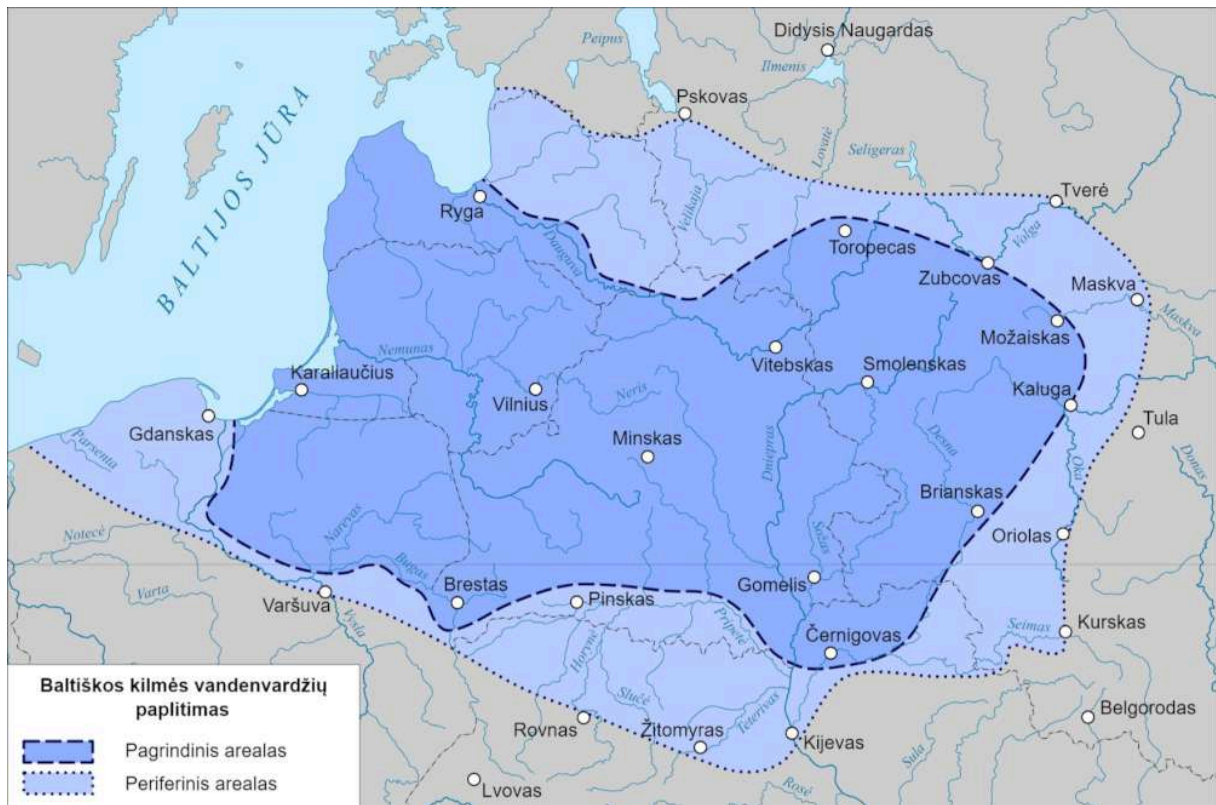 Didysis Naugardas
Peipus
Ilmenis
Pskovas
Lovatė
Seligeras
BALTIJOS JŪRA
Velikaja
Tverė
Ryga
Dauguva
Toropecas
Volga
Zubcovas
Maskva
Maskva
Možaiskas
Nemunas
Vitebskas
Smolenskas
Karaliaučius
Vilnius
Neris
Kaluga
Gdanskas
Tula
Parsenta
Minskas
Dniepras
Desna
Oka
Donas
Brianskas
Notecė
Narevas
Sožas
Oriolas
Varta
Bugas
Gomelis
Varšuva
Brestas
Pinskas
Vysla
Pripetė
Černigovas
Seimas
Kurskas
Horynė
Slučė
Teterivas
Rovnas
Žitomyras
Kijevas
Belgorodas
Sula
Rosė
Lvovas
Baltiškos kilmės vandenvardžių
paplitimas
Pagrindinis arealas
Periferinis arealas